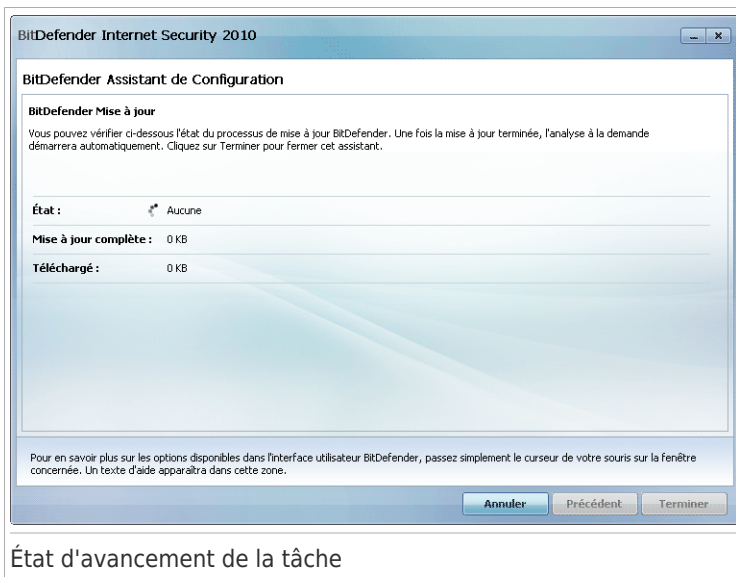 BitDefender Internet Security 2010
BitDefender Assistant de Configuration
BitDefender Mise à jour
Vous pouvez vérifier ci-dessous l'état du processus de mise à jour BitDefender. Une fois la mise à jour terminée, l'analyse à la demande
démarrera automatiquement. Cliquez sur Terminer pour fermer cet assistant.
État : Aucune
Mise à jour complète : 0 KB
Téléchargé : 0 KB
Pour en savoir plus sur les options disponibles dans l'interface utilisateur BitDefender, passez simplement le curseur de votre souris sur la fenêtre
concernée. Un texte d'aide apparaîtra dans cette zone.
Annuler Précédent Terminer
État d'avancement de la tâche